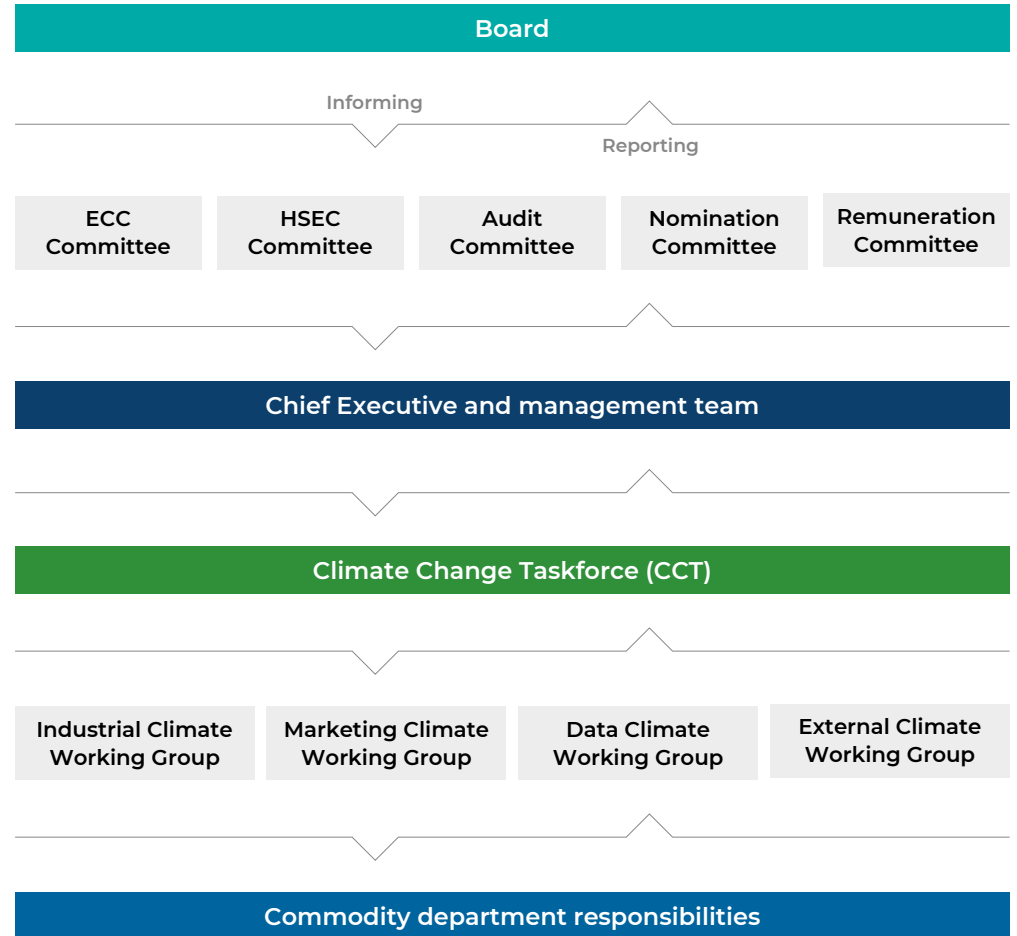 Board
Informing
Reporting
ECC
Committee
HSEC
Committee
Audit
Committee
Nomination
Committee
Remuneration
Committee
Chief Executive and management team
Climate Change Taskforce (CCT)
Industrial Climate
Working Group
Marketing Climate
Working Group
Data Climate
Working Group
External Climate
Working Group
Commodity department responsibilities